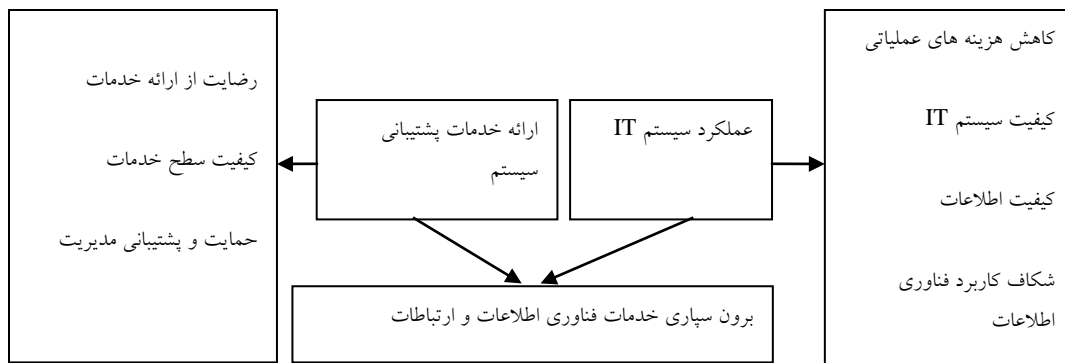 کاهش هزینه های عملیاتی
کیفیت سیستم IT
کیفیت اطلاعات
شکاف کاربرد فناوری
اطلاعات
عملکرد سیستم IT
ارائه خدمات پشتیبانی
سیستم
رضایت از ارائه خدمات
کیفیت سطح خدمات
حمایت و پشتیبانی مدیریت
برون سپاری خدمات فناوری اطلاعات و ارتباطات